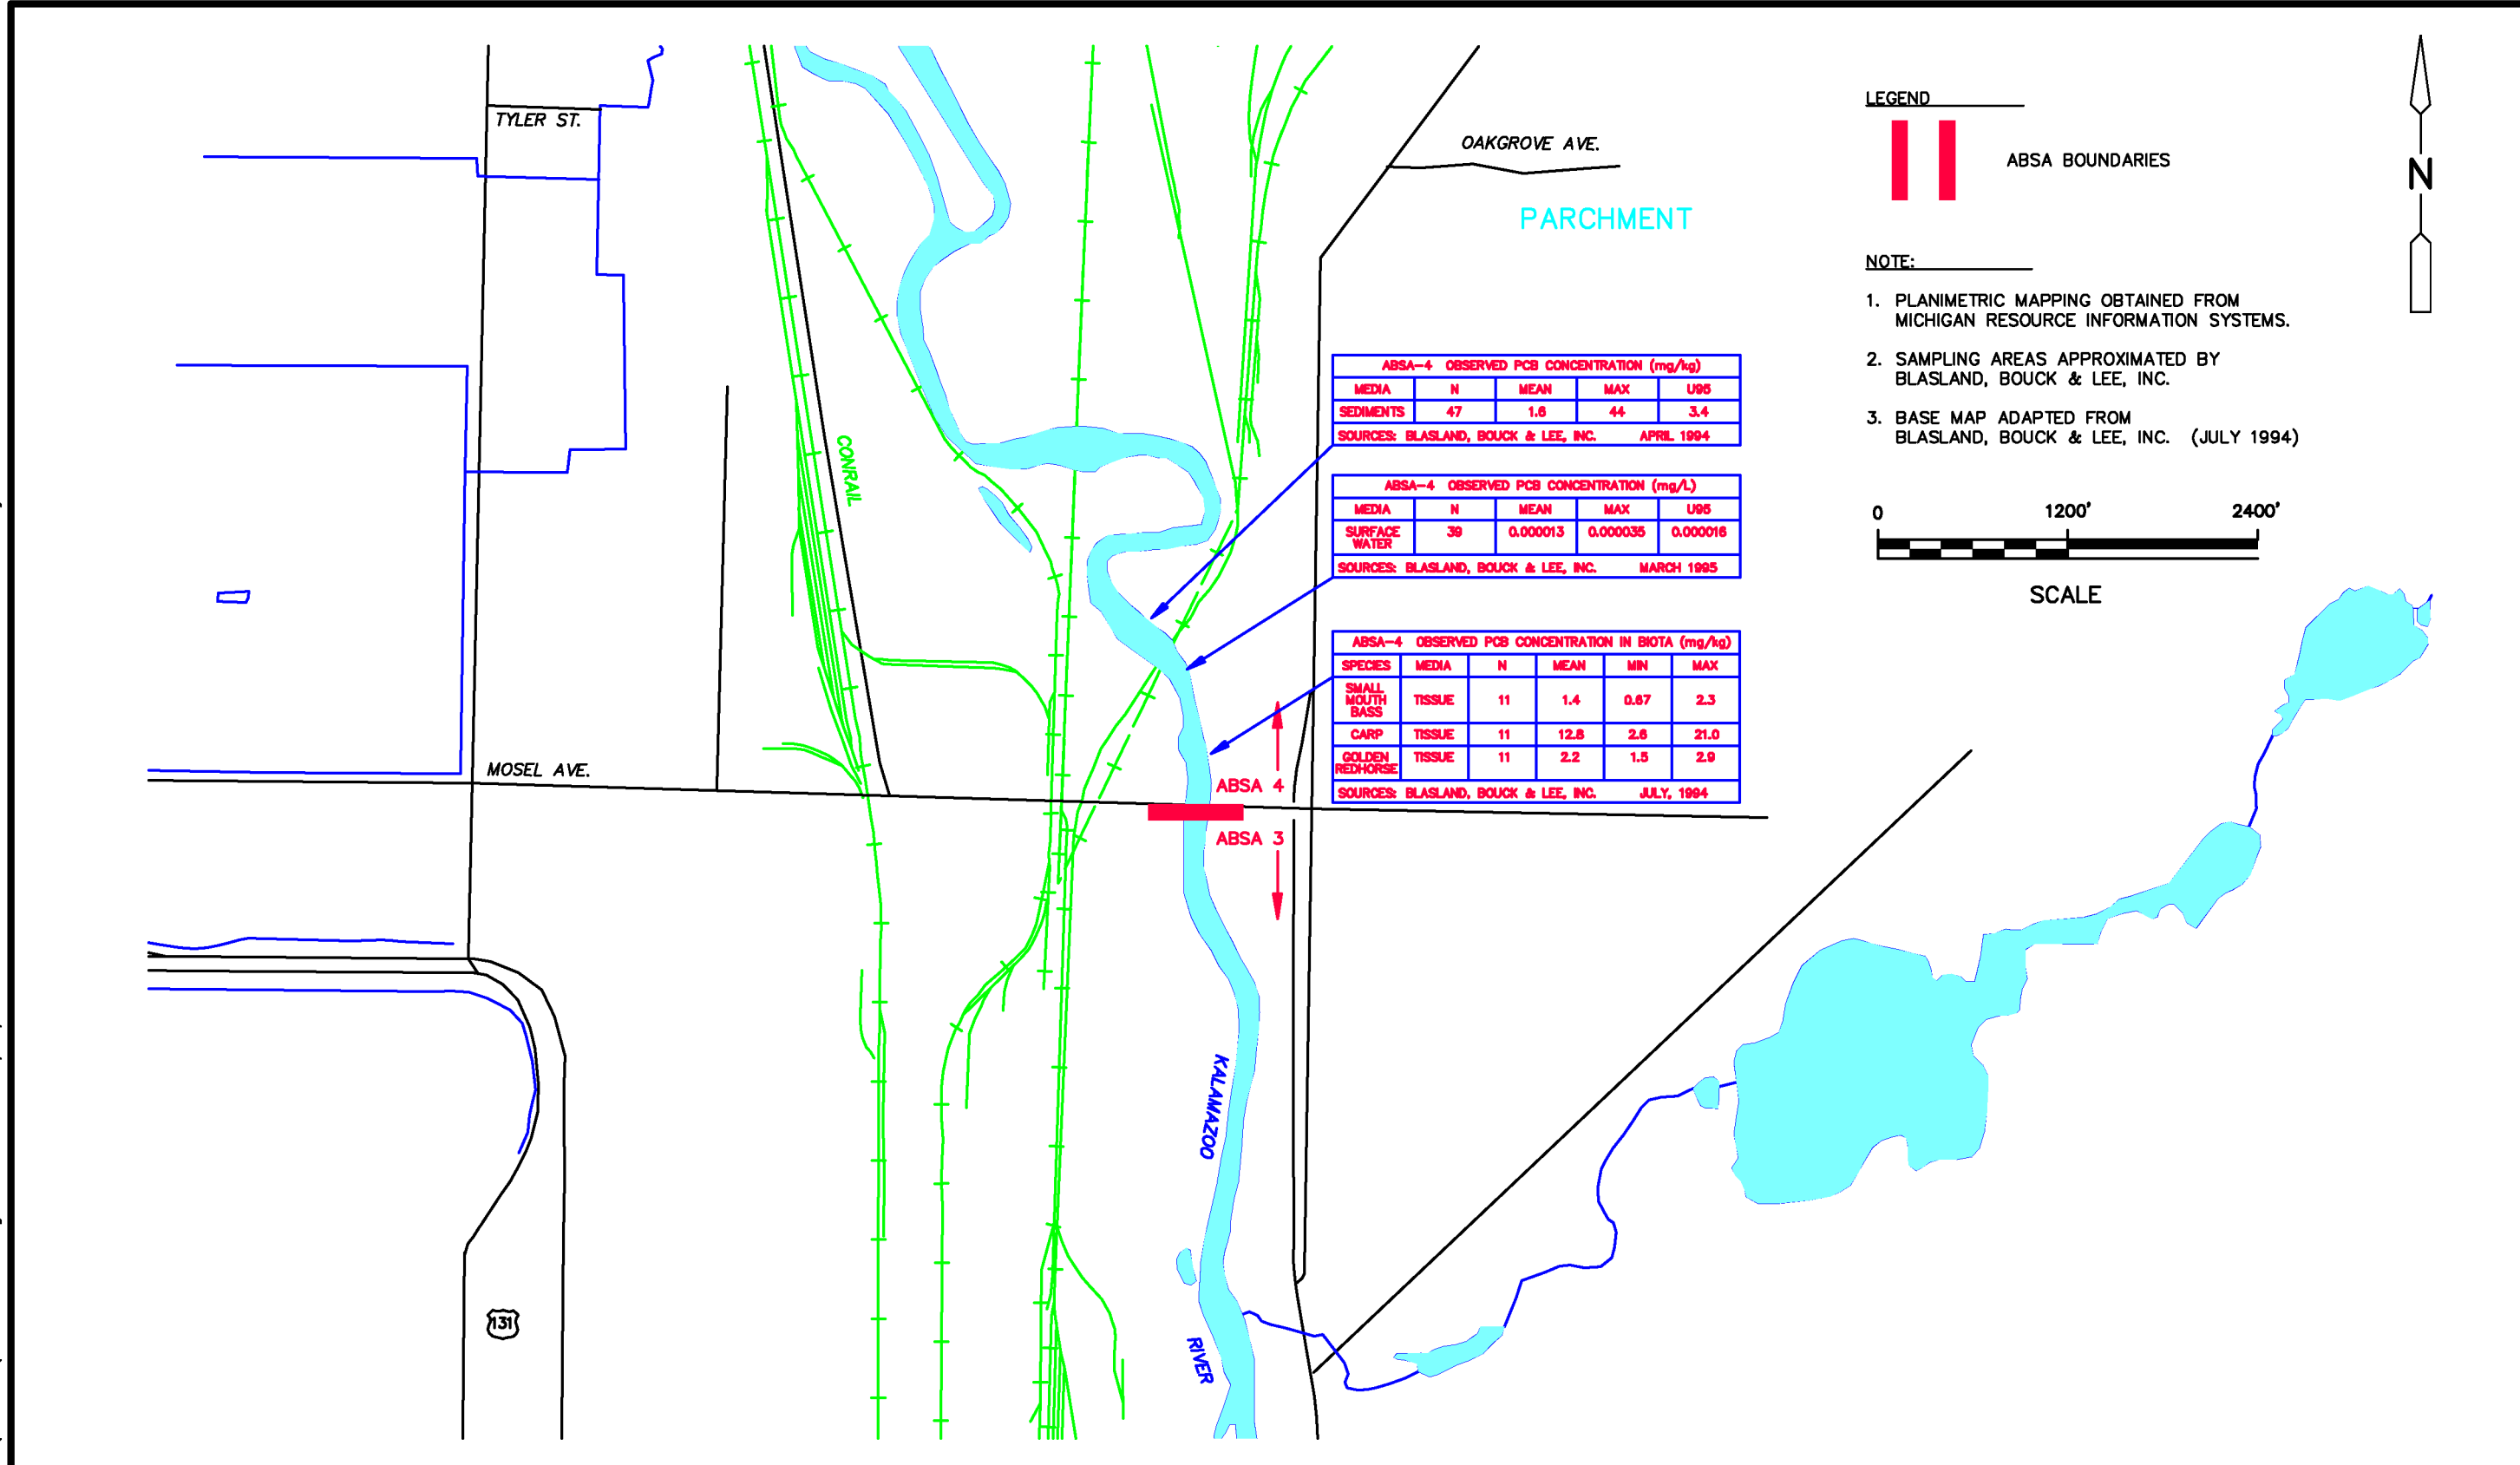 TYLER ST.
OAKGROVE AVE.
PARCHMENT
LEGEND
ABSA BOUNDARIES
N
NOTE:
1. PLANIMETRIC MAPPING OBTAINED FROM
MICHIGAN RESOURCE INFORMATION SYSTEMS.
2. SAMPLING AREAS APPROXIMATED BY
BLASLAND, BOUCK & LEE, INC.
3. BASE MAP ADAPTED FROM
BLASLAND, BOUCK & LEE, INC. (JULY 1994)
0 1200' 2400'
SCALE
ABSA-4 OBSERVED PCB CONCENTRATION (mg/kg)
MEDIA N MEAN MAX U95
SEDIMENTS 47 1.6 44 3.4
SOURCES: BLASLAND, BOUCK & LEE, INC. APRIL 1994
ABSA-4 OBSERVED PCB CONCENTRATION (mg/L)
MEDIA N MEAN MAX U95
SURFACE WATER 39 0.000013 0.000035 0.000016
SOURCES: BLASLAND, BOUCK & LEE, INC. MARCH 1995
ABSA-4 OBSERVED PCB CONCENTRATION IN BIOTA (mg/kg)
SPECIES MEDIA N MEAN MIN MAX
SMALL MOUTH BASS TISSUE 11 1.4 0.67 2.3
CARP TISSUE 11 12.8 2.6 21.0
GOLDEN REDHORSE TISSUE 11 2.2 1.5 2.9
SOURCES: BLASLAND, BOUCK & LEE, INC. JULY, 1994
CONRAIL
MOSEL AVE.
ABSA 4
ABSA 3
KALAMAZOO
RIVER
131